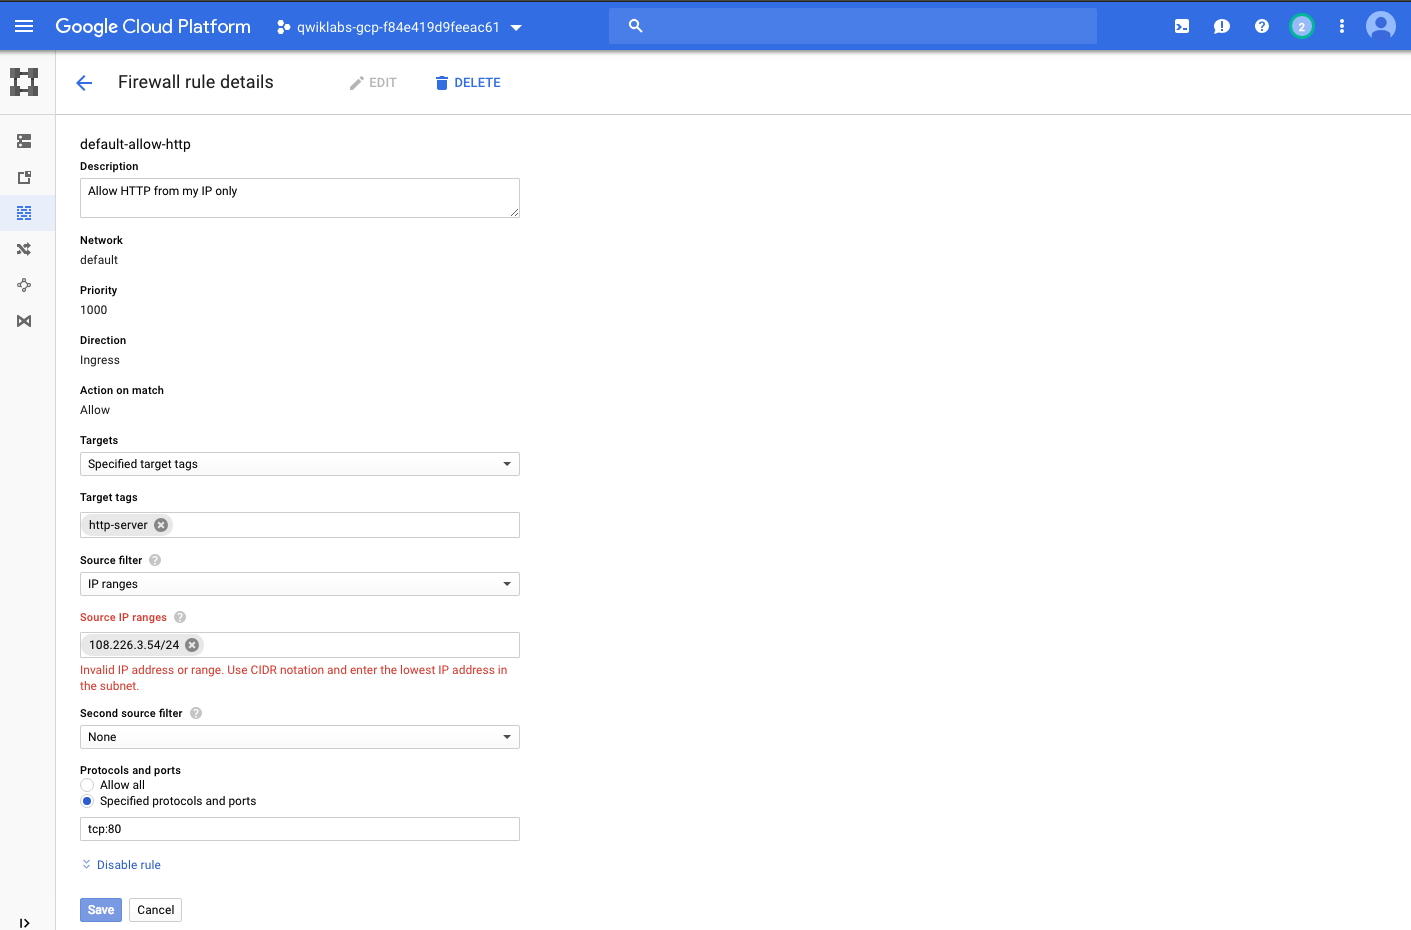 Google Cloud Platform
qwiklabs-gcp-f84e419d9feeac61
2
Firewall rule details
EDIT
DELETE
default-allow-http
Description
Allow HTTP from my IP only
Network
default
Priority
1000
Direction
Ingress
Action on match
Allow
Targets
Specified target tags
Target tags
http-server
Source filter
IP ranges
Source IP ranges
108.226.3.54/24
Invalid IP address or range. Use CIDR notation and enter the lowest IP address in
the subnet.
Second source filter
None
Protocols and ports
Allow all
Specified protocols and ports
tcp:80
Disable rule
Save
Cancel